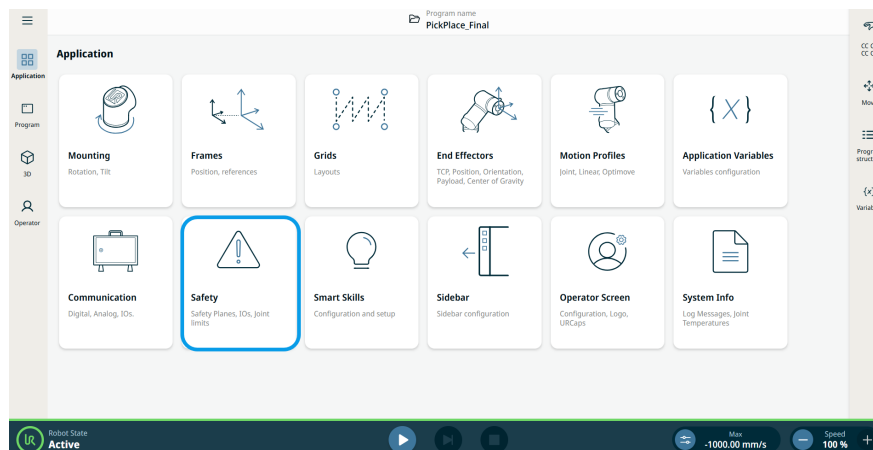 Program name
PickPlace_Final
Application
Application
Program
3D
Operator
Mounting
Rotation, Tilt
Frames
Position, references
Grids
Layouts
End Effectors
TCP, Position, Orientation,
Payload, Center of Gravity
Motion Profiles
Joint, Linear, Optimove
Application Variables
Variables configuration
Communication
Digital, Analog, IOs.
Safety
Safety Planes, IOs, Joint
limits
Smart Skills
Configuration and setup
Sidebar
Sidebar configuration
Operator Screen
Configuration, Logo,
URCaps
System Info
Log Messages, Joint
Temperatures
{x}
Robot State
Active
Max
-1000.00 mm/s
Speed
100 %